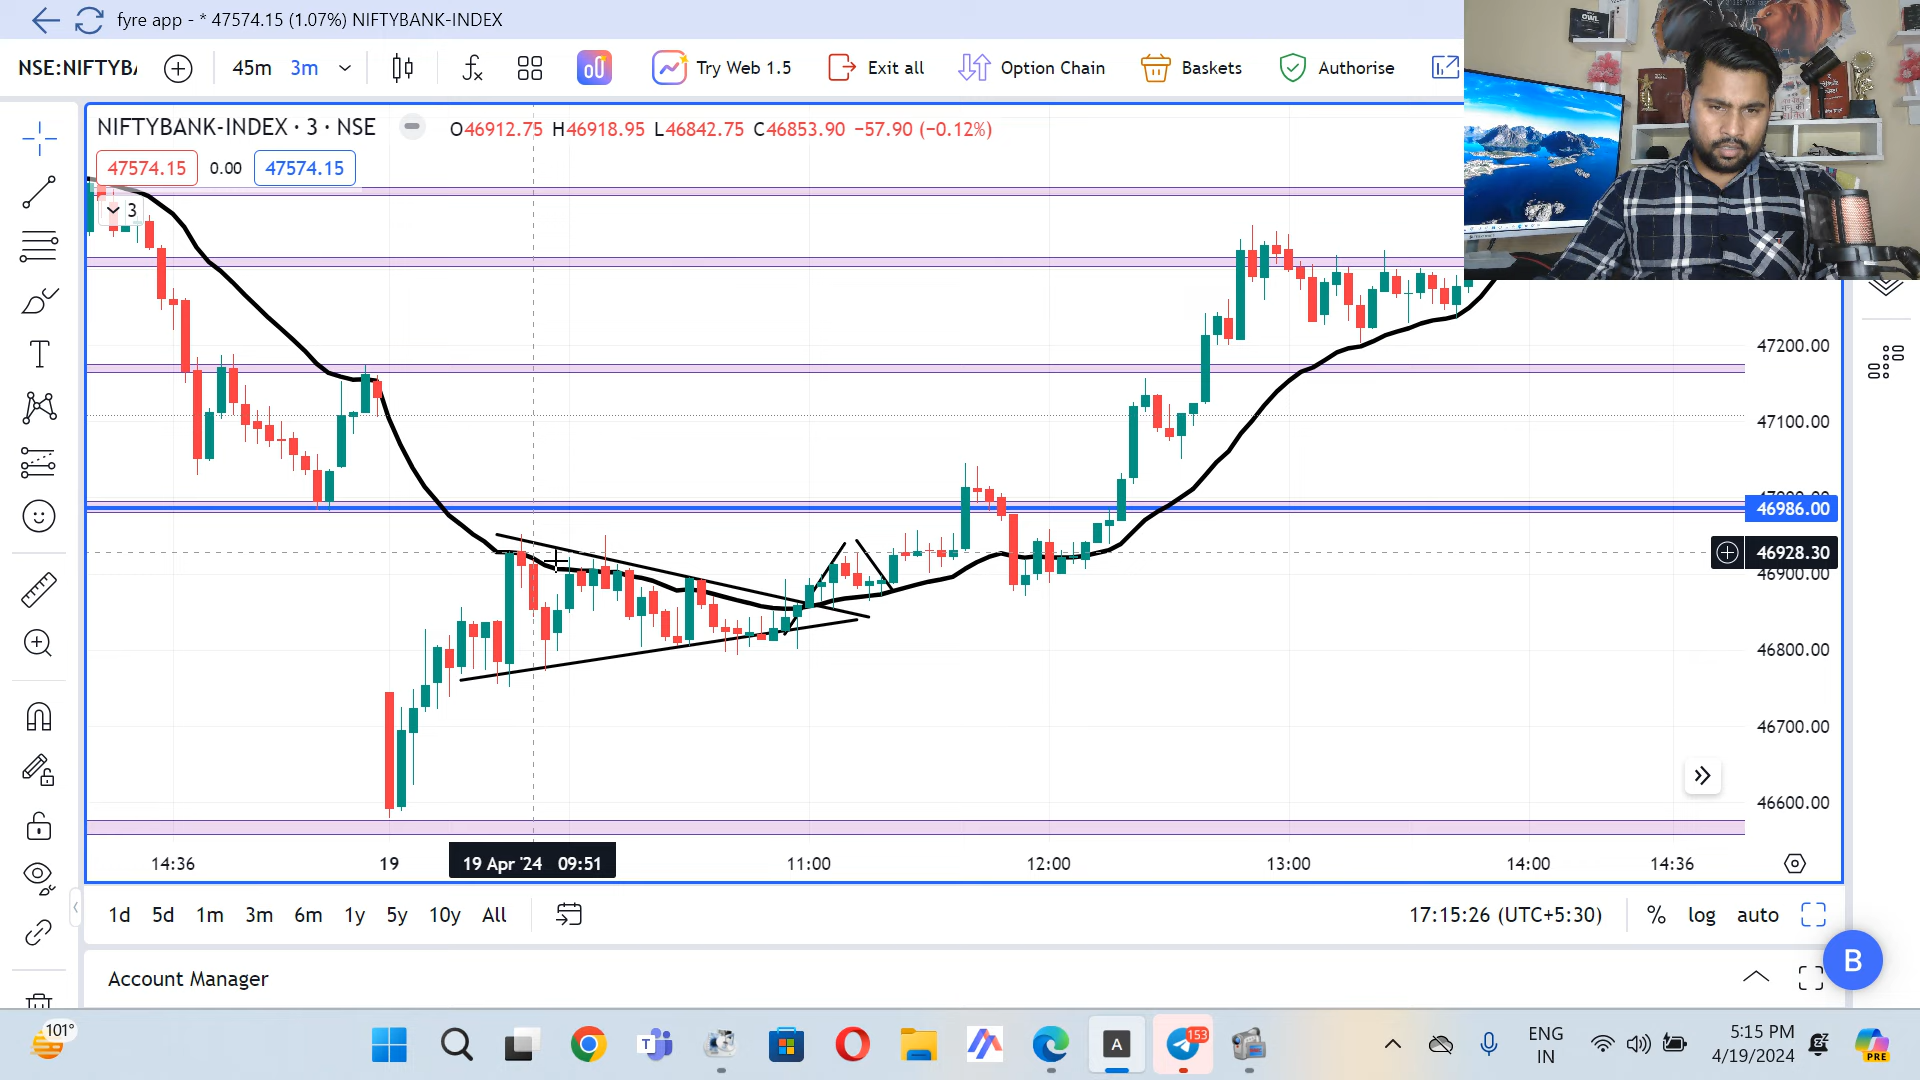 fyre app - * 47574.15 (1.07%) NIFTYBANK-INDEX
NSE:NIFTYBA
45m 3m
Try Web 1.5
Exit all
Option Chain
Baskets
Authorise
NIFTYBANK-INDEX · 3 · NSE
O46912.75 H46918.95 L46842.75 C46853.90 −57.90 (−0.12%)
47574.15 0.00 47574.15
3
47200.00
47100.00
46986.00
46928.30
46900.00
46800.00
46700.00
46600.00
14:36
19
19 Apr '24 09:51
11:00
12:00
13:00
14:00
14:36
1d 5d 1m 3m 6m 1y 5y 10y All
17:15:26 (UTC+5:30)
% log auto
Account Manager
B
101°
T
A
153
ENG
IN
5:15 PM
4/19/2024
PRE